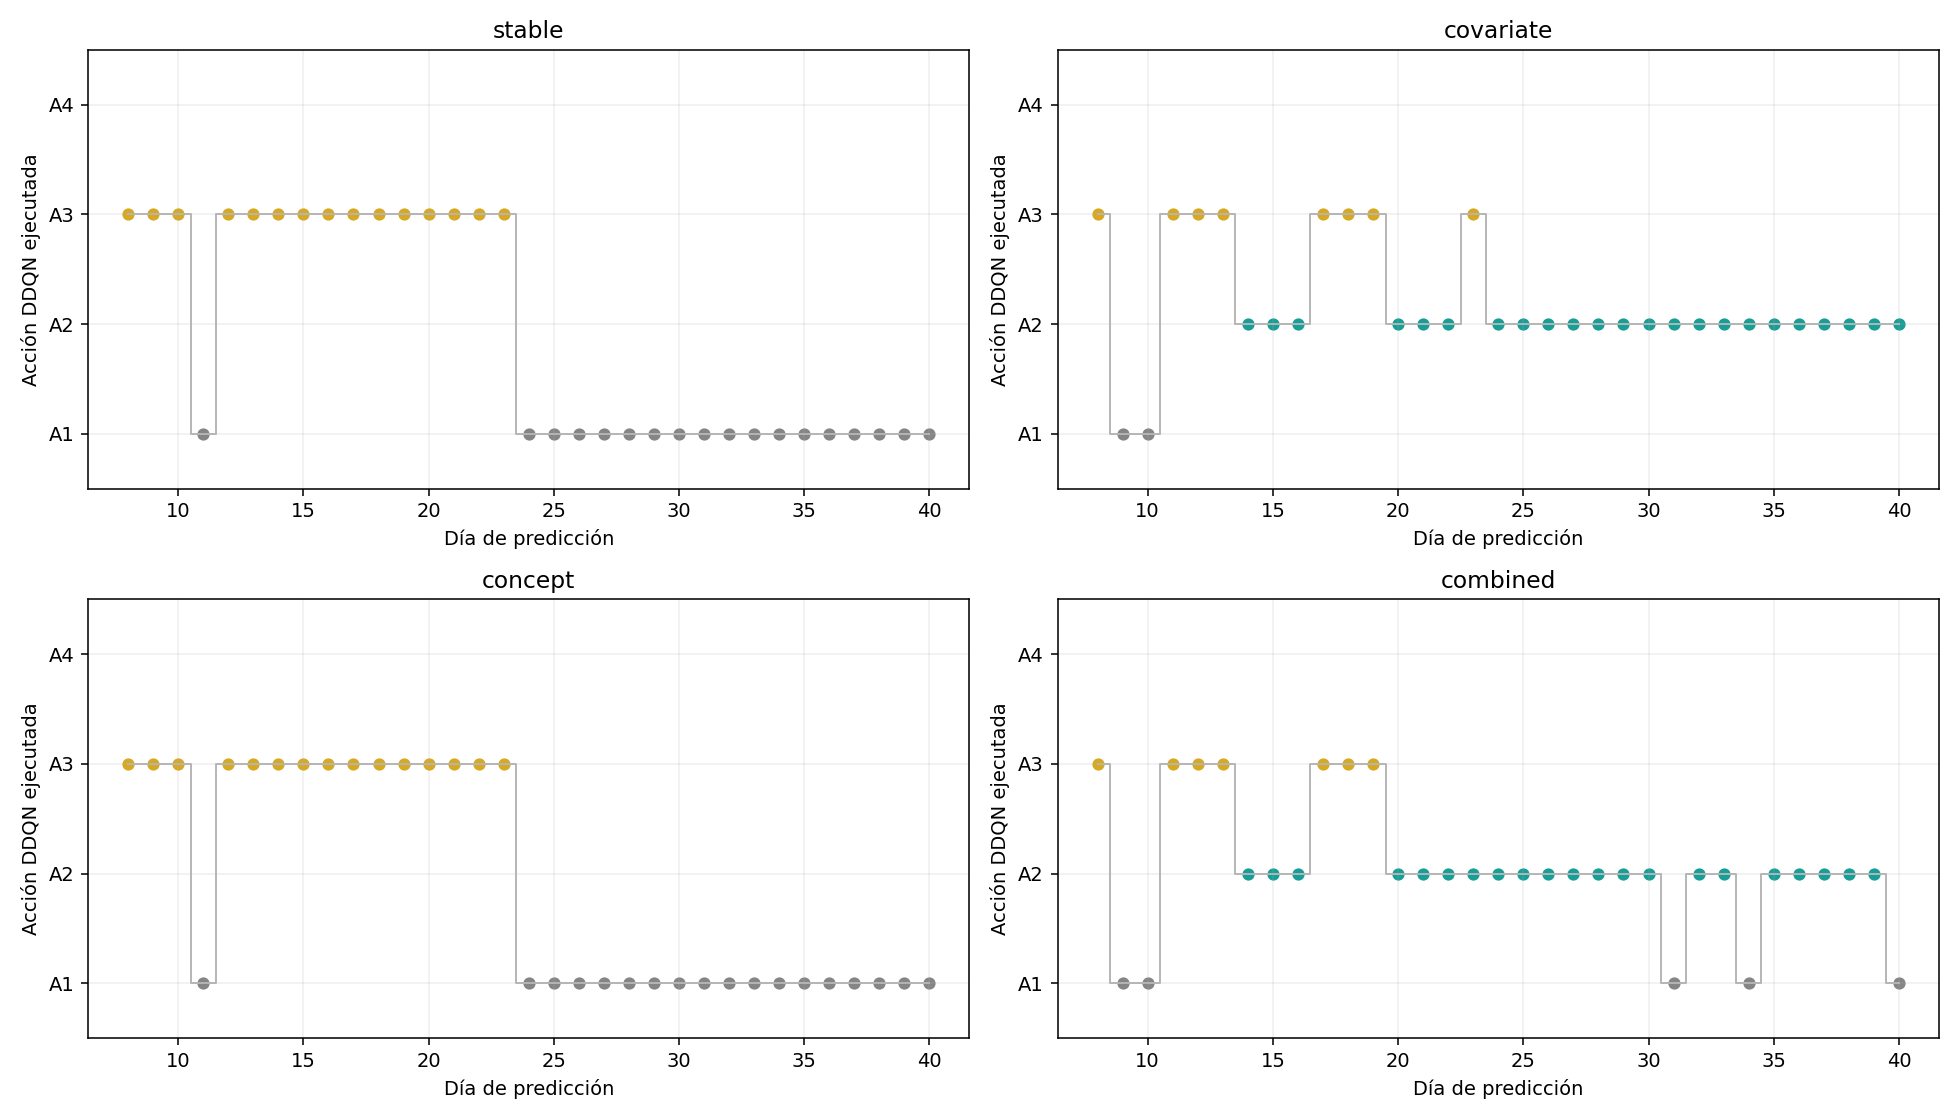 stable
A4
A3
A2
A1
Acción DDQN ejecutada
10 15 20 25 30 35 40
Día de predicción
covariate
A4
A3
A2
A1
Acción DDQN ejecutada
10 15 20 25 30 35 40
Día de predicción
concept
A4
A3
A2
A1
Acción DDQN ejecutada
10 15 20 25 30 35 40
Día de predicción
combined
A4
A3
A2
A1
Acción DDQN ejecutada
10 15 20 25 30 35 40
Día de predicción